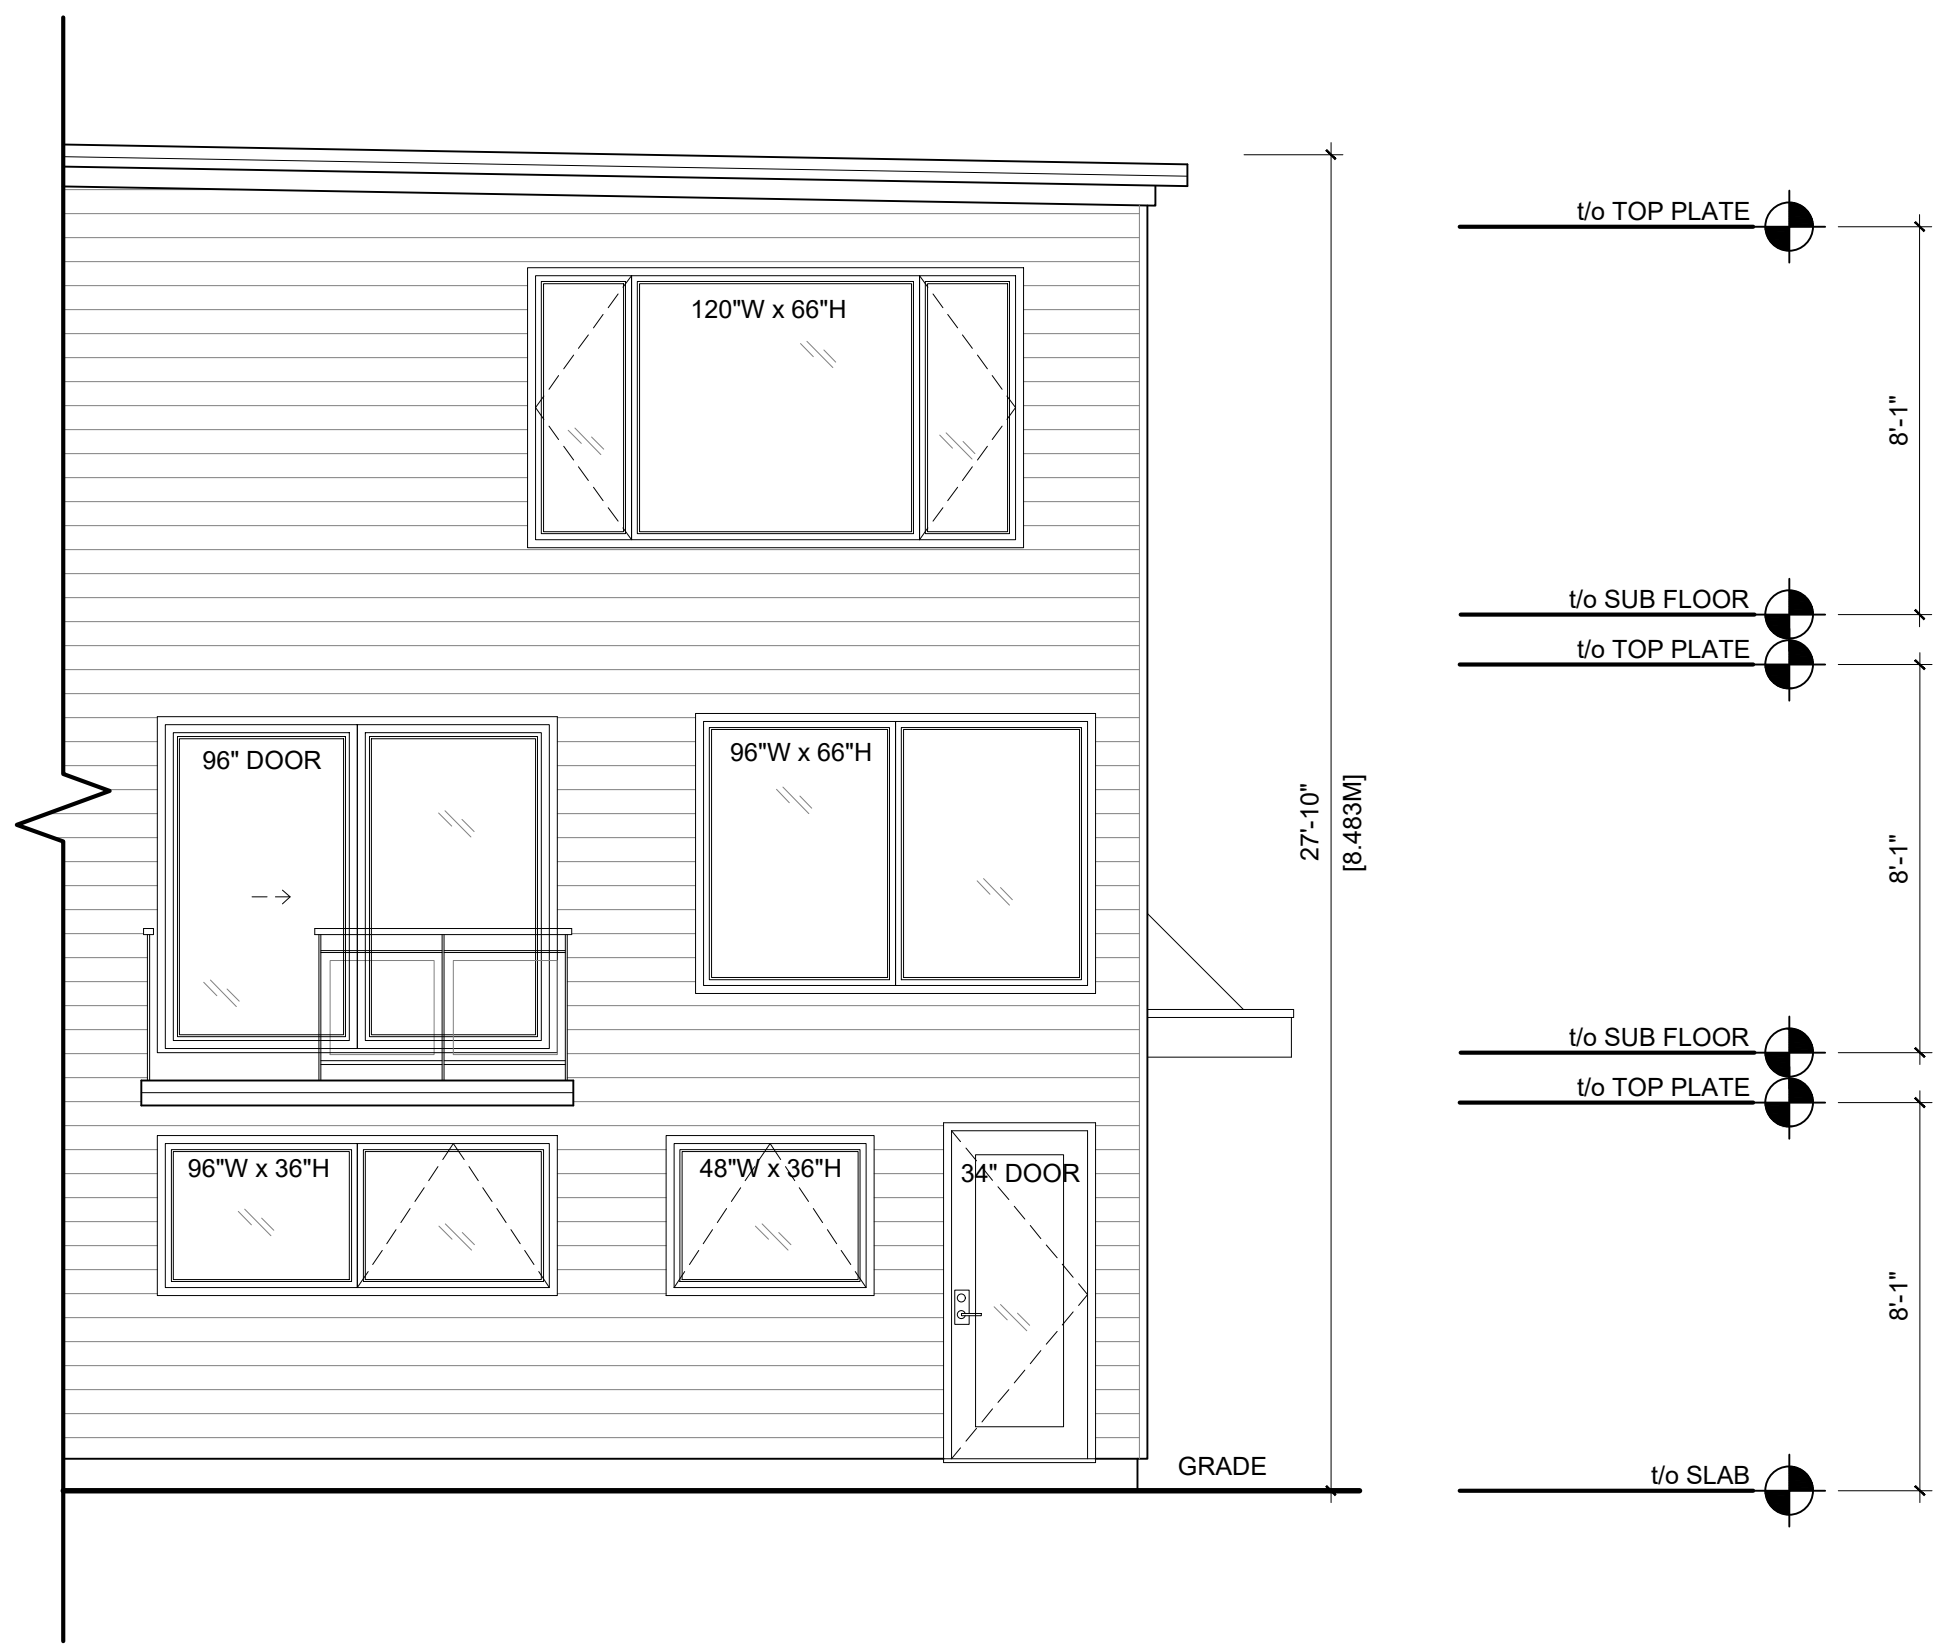 t/o TOP PLATE
120"W x 66"H
8'-1"
t/o SUB FLOOR
t/o TOP PLATE
96" DOOR
96"W x 66"H
27'-10"
[8.483M]
8'-1"
t/o SUB FLOOR
t/o TOP PLATE
96"W x 36"H
48"W x 36"H
34" DOOR
8'-1"
GRADE
t/o SLAB